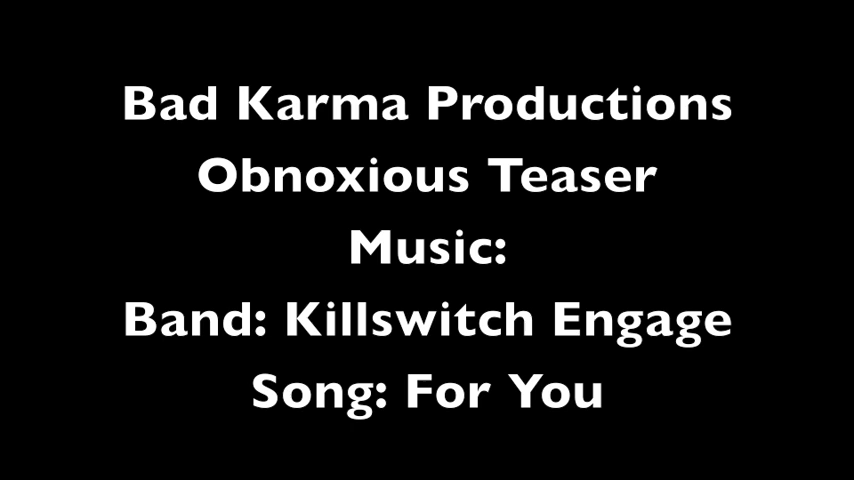 Bad Karma Productions
Obnoxious Teaser
Music:
Band: Killswitch Engage
Song: For You